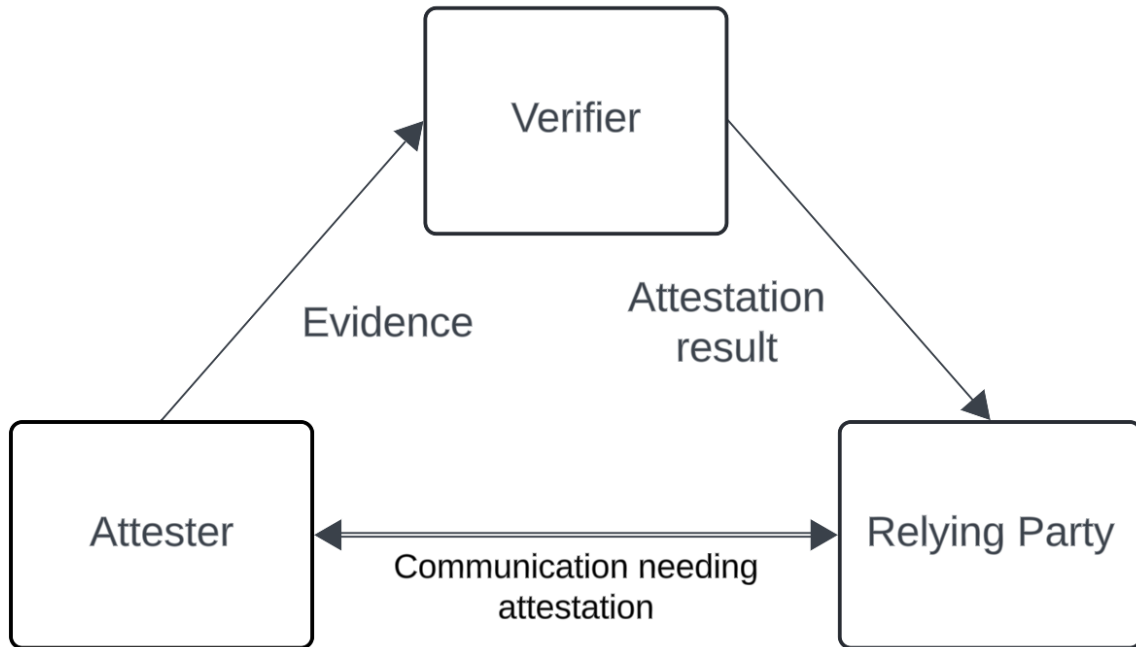 Verifier
Evidence
Attestation
result
Attester
Relying Party
Communication needing
attestation